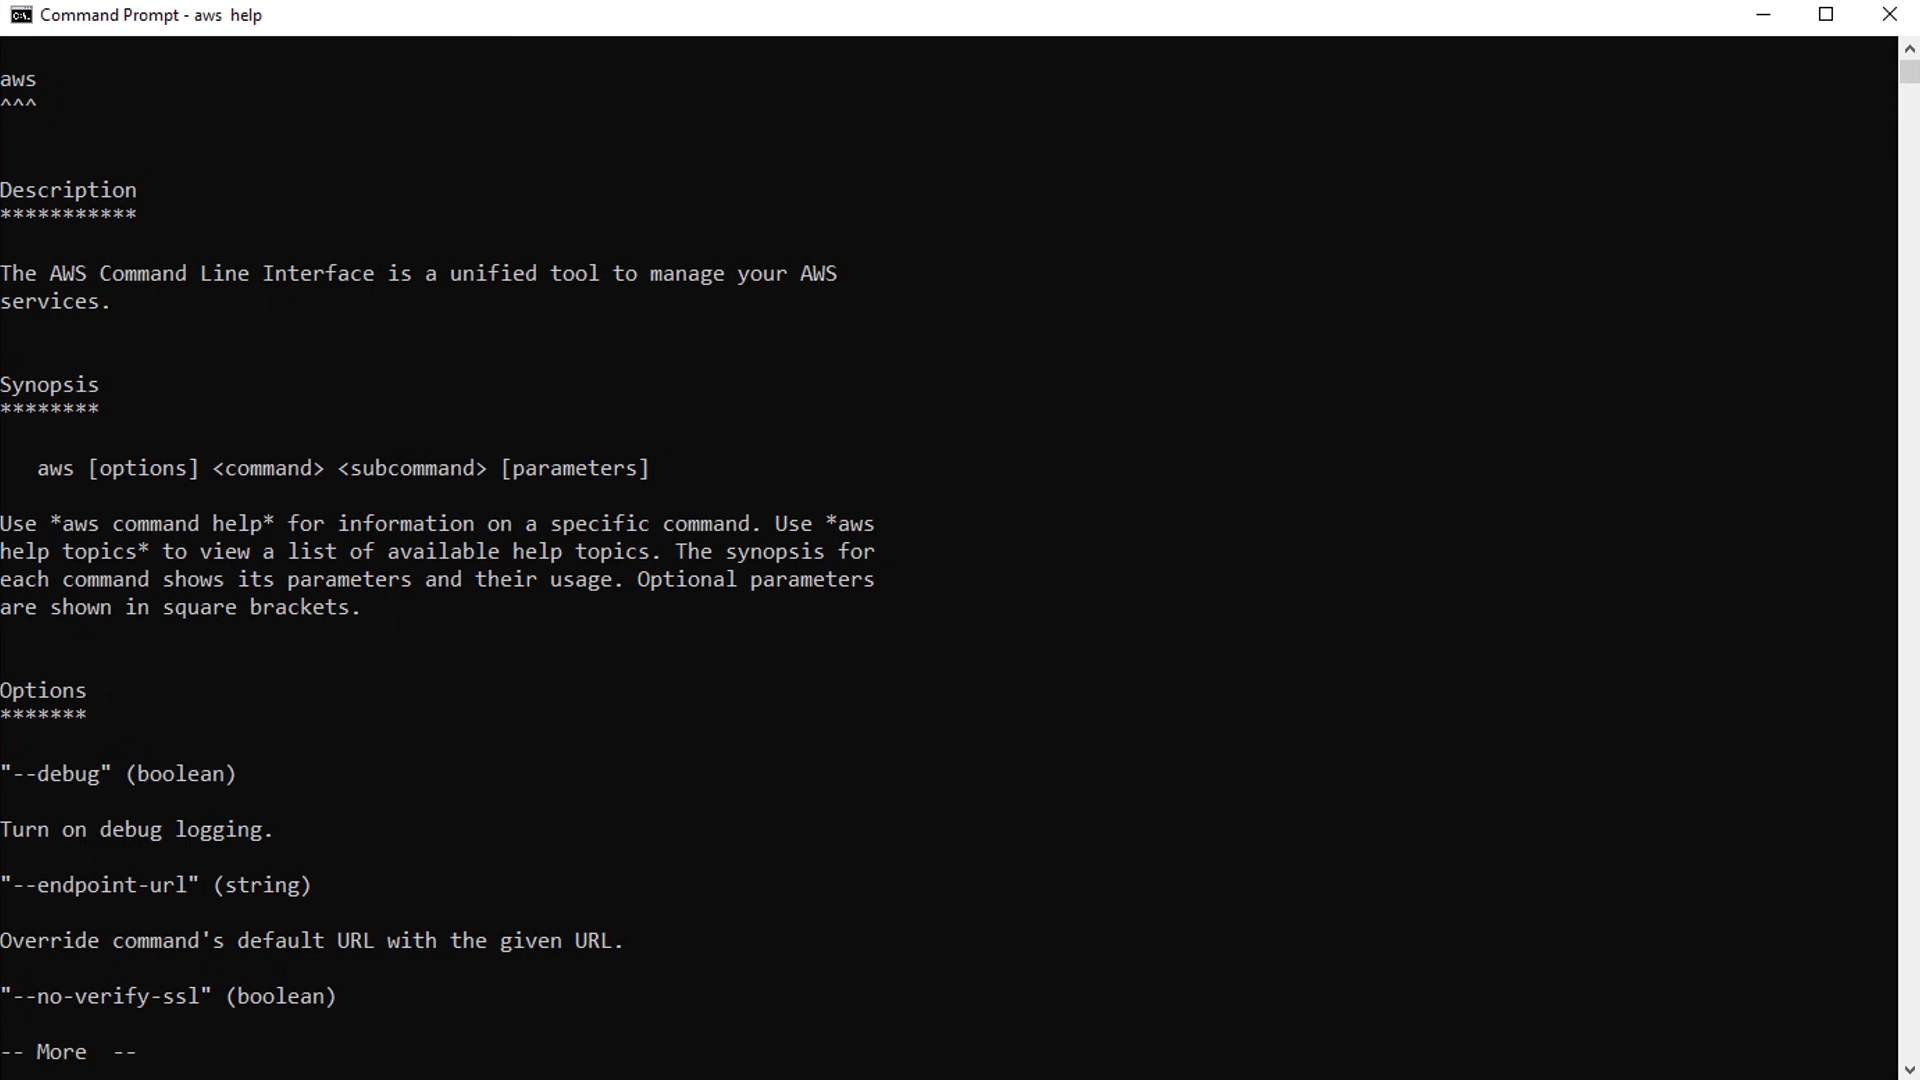 Command Prompt - aws  help
aws
^^^
Description
***********
The AWS Command Line Interface is a unified tool to manage your AWS
services.
Synopsis
********
   aws [options] <command> <subcommand> [parameters]
Use *aws command help* for information on a specific command. Use *aws
help topics* to view a list of available help topics. The synopsis for
each command shows its parameters and their usage. Optional parameters
are shown in square brackets.
Options
*******
"--debug" (boolean)
Turn on debug logging.
"--endpoint-url" (string)
Override command's default URL with the given URL.
"--no-verify-ssl" (boolean)
-- More  --